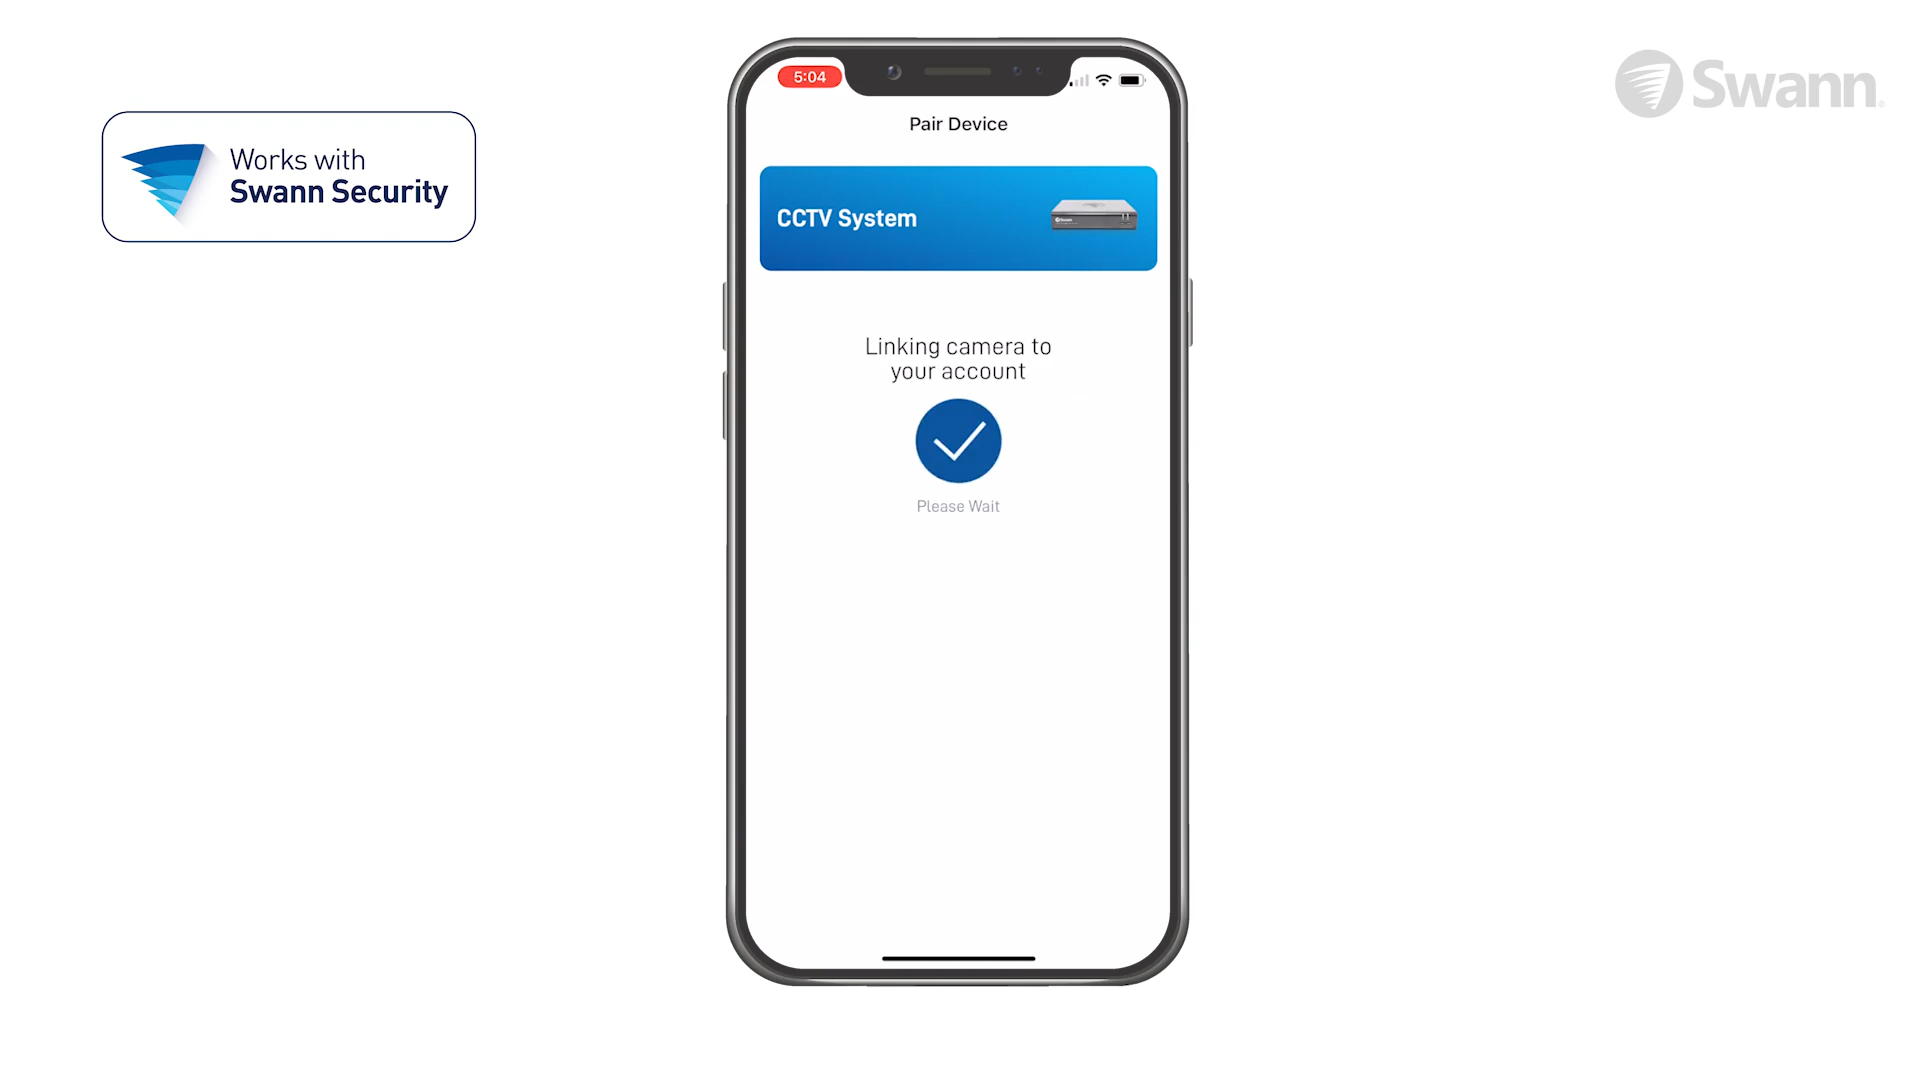 Works with
Swann Security
5:04
Pair Device
CCTV System
Linking camera to
your account
Please Wait
Swann